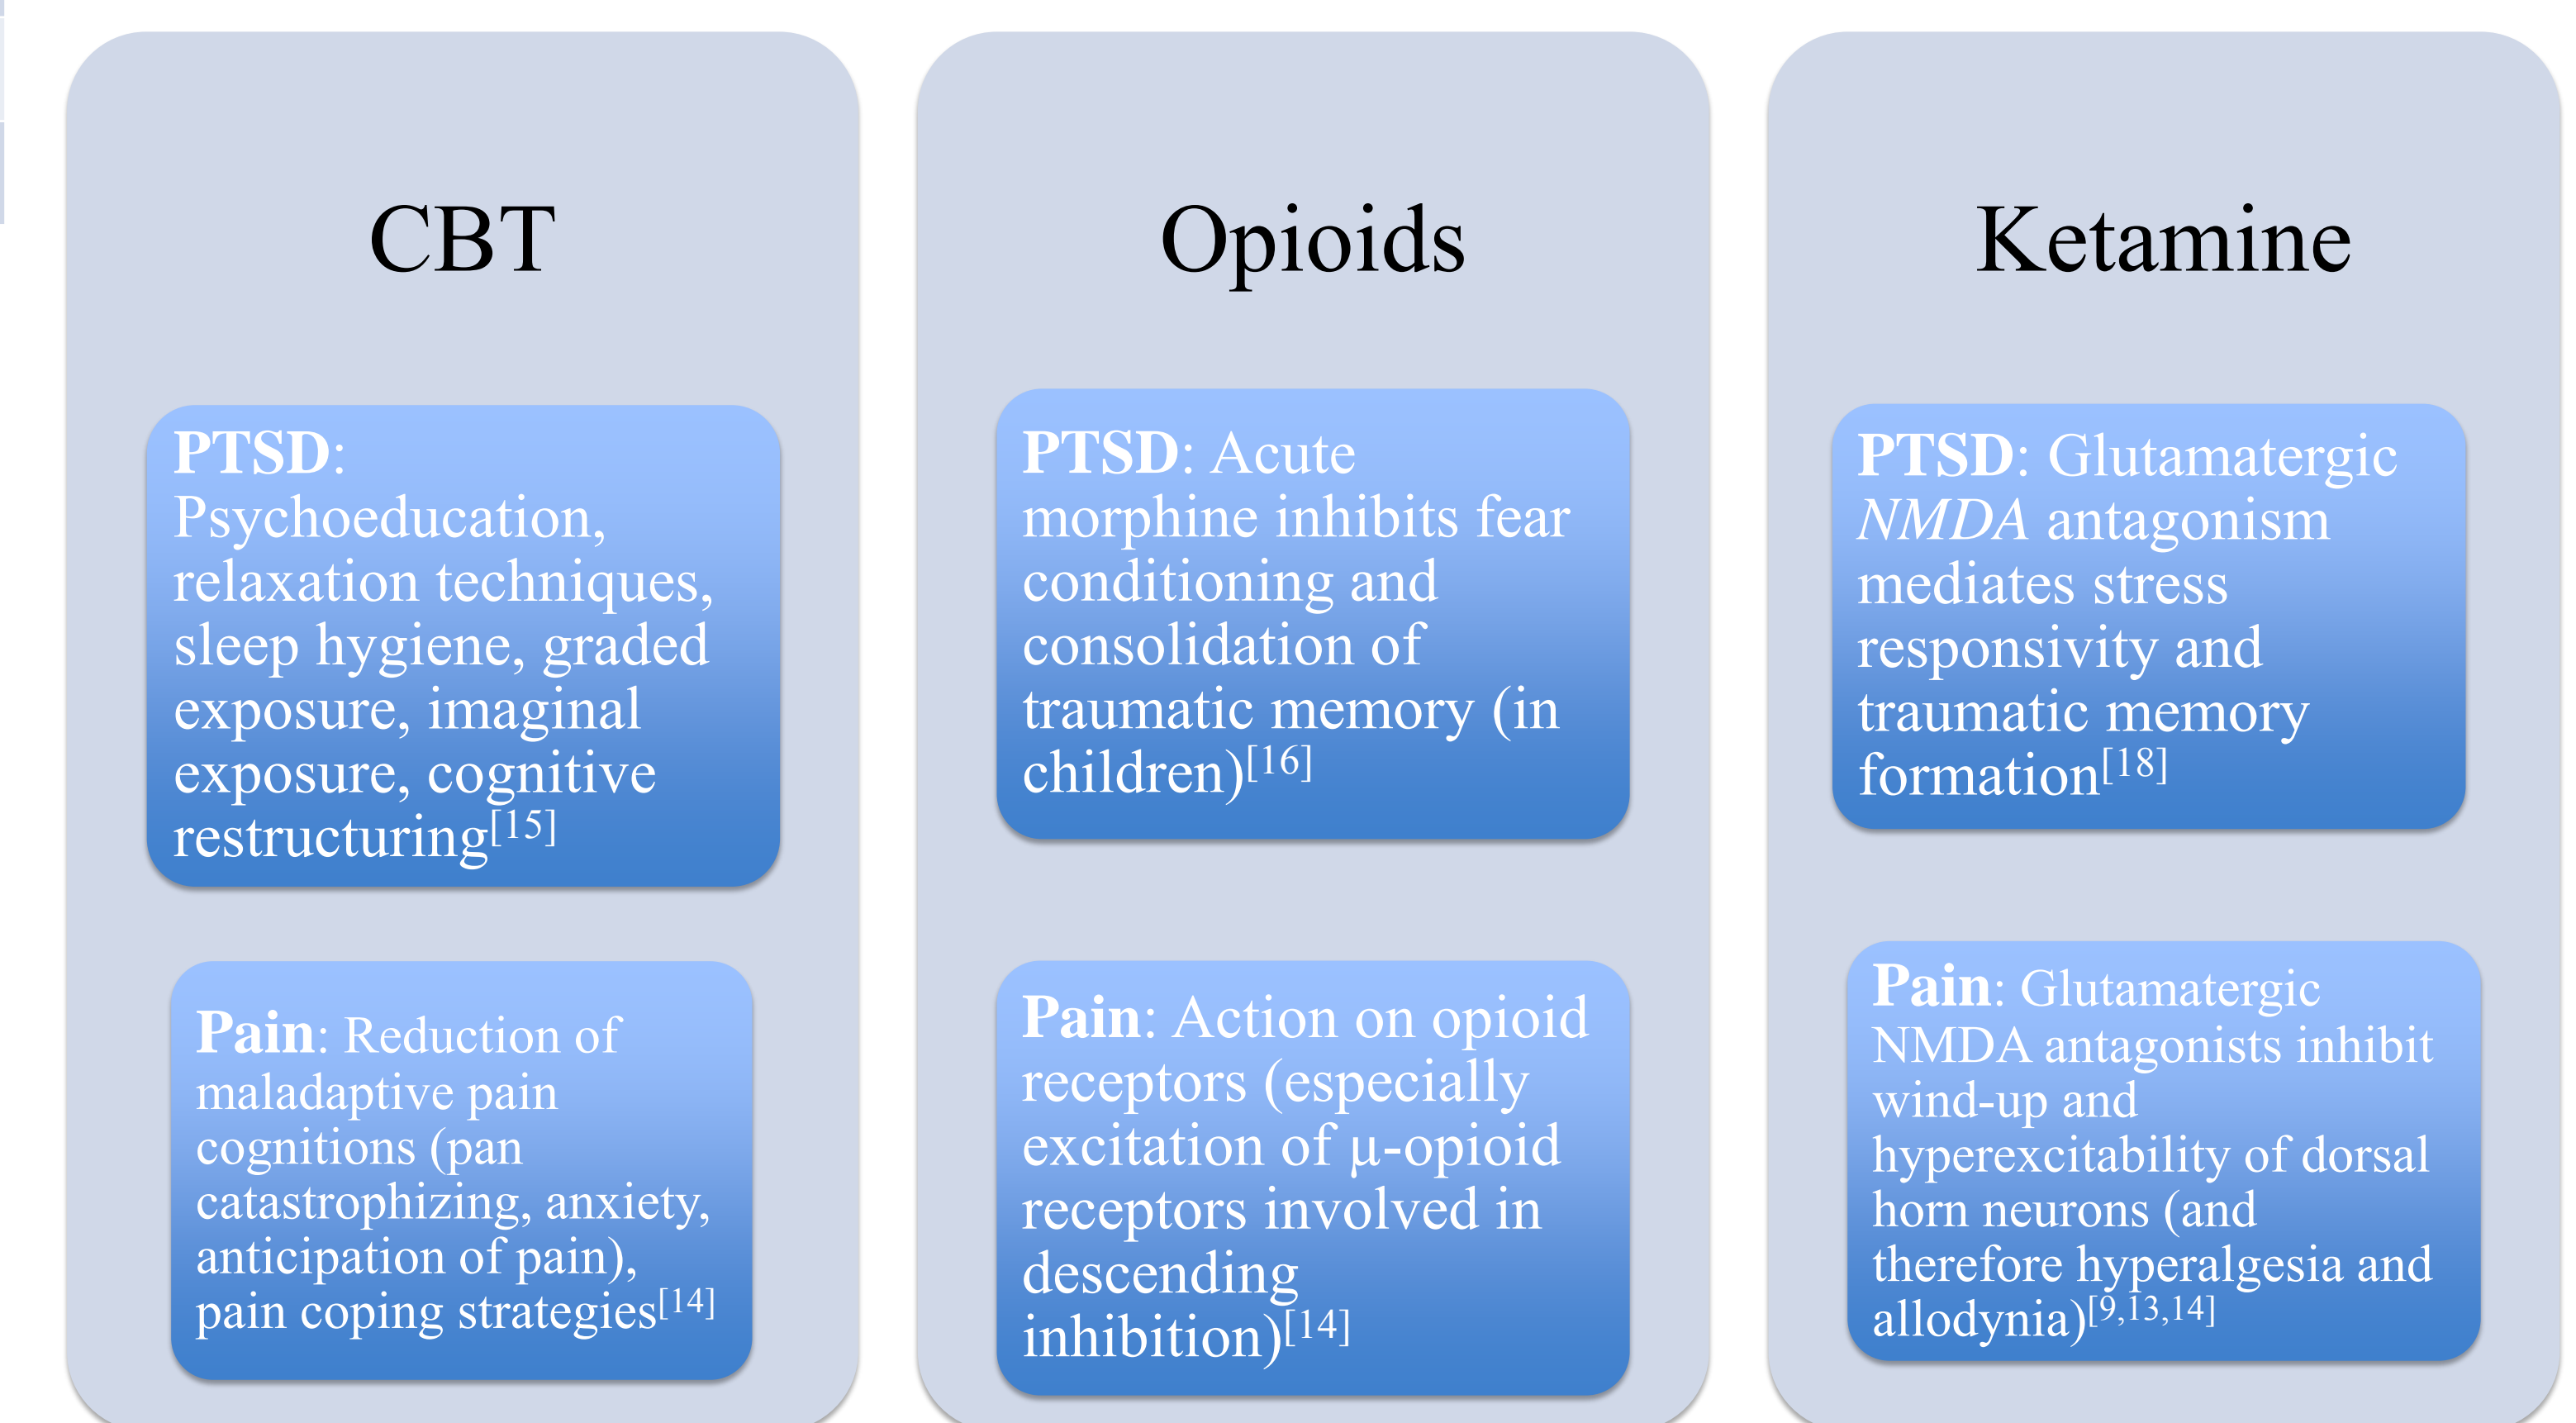 CBT
PTSD:
Psychoeducation,
relaxation techniques,
sleep hygiene, graded
exposure, imaginal
exposure, cognitive
restructuring[15]
Pain: Reduction of
maladaptive pain
cognitions (pan
catastrophizing, anxiety,
anticipation of pain),
pain coping strategies[14]
Opioids
PTSD: Acute
morphine inhibits fear
conditioning and
consolidation of
traumatic memory (in
children)[16]
Pain: Action on opioid
receptors (especially
excitation of μ-opioid
receptors involved in
descending
inhibition)[14]
Ketamine
PTSD: Glutamatergic
NMDA antagonism
mediates stress
responsivity and
traumatic memory
formation[18]
Pain: Glutamatergic
NMDA antagonists inhibit
wind-up and
hyperexcitability of dorsal
horn neurons (and
therefore hyperalgesia and
allodynia)[9,13,14]